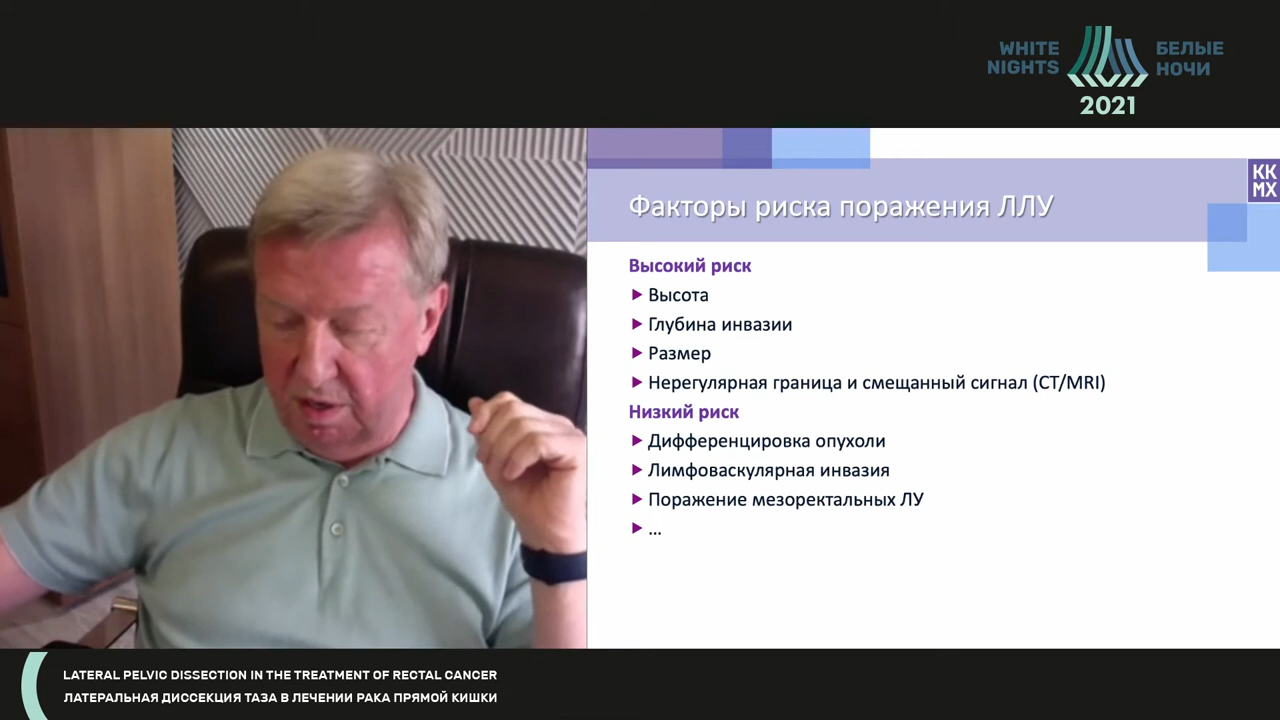 WHITE
NIGHTS
БЕЛЫЕ
НОЧИ
2021
КК
МХ
Факторы риска поражения ЛЛУ
Высокий риск
Высота
Глубина инвазии
Размер
Нерегулярная граница и смещанный сигнал (CT/MRI)
Низкий риск
Дифференцировка опухоли
Лимфоваскулярная инвазия
Поражение мезоректальных ЛУ
...
LATERAL PELVIC DISSECTION IN THE TREATMENT OF RECTAL CANCER
ЛАТЕРАЛЬНАЯ ДИССЕКЦИЯ ТАЗА В ЛЕЧЕНИИ РАКА ПРЯМОЙ КИШКИ